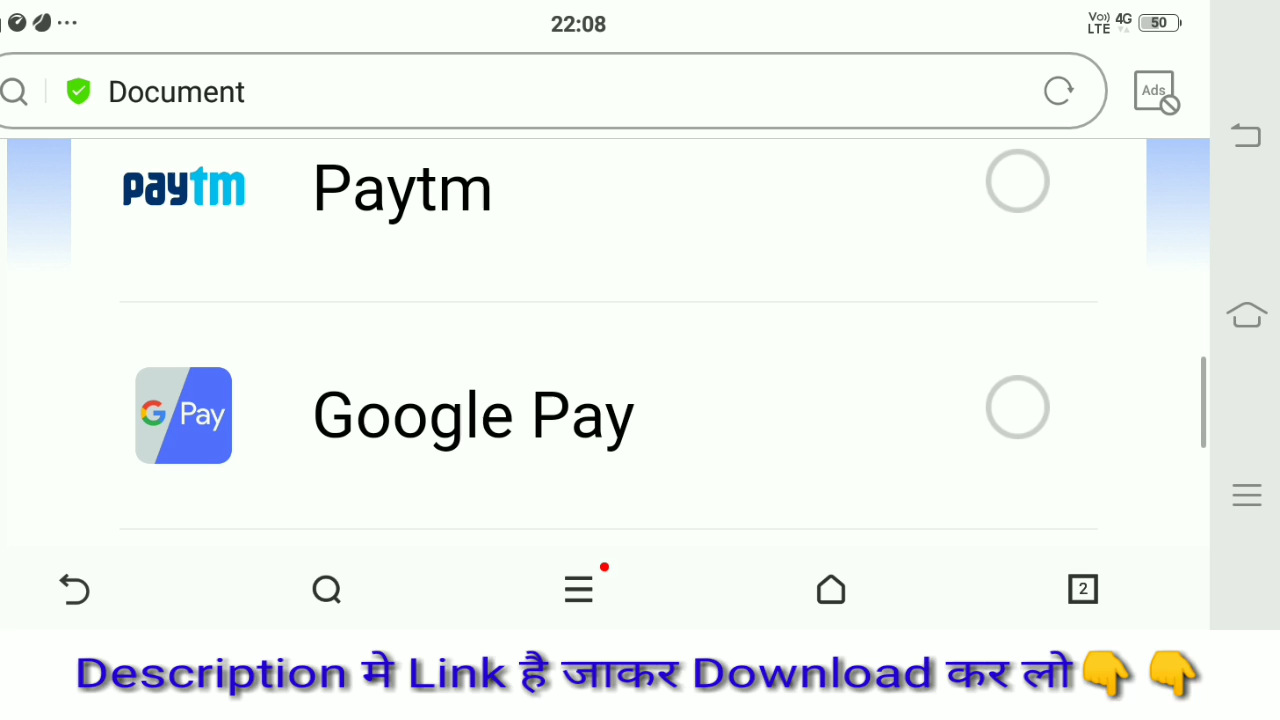 22:08
Vo)) 4G
LTE
50
Document
Ads
paytm Paytm
G Pay Google Pay
2
Description मे Link है जाकर Download कर लो👇👇